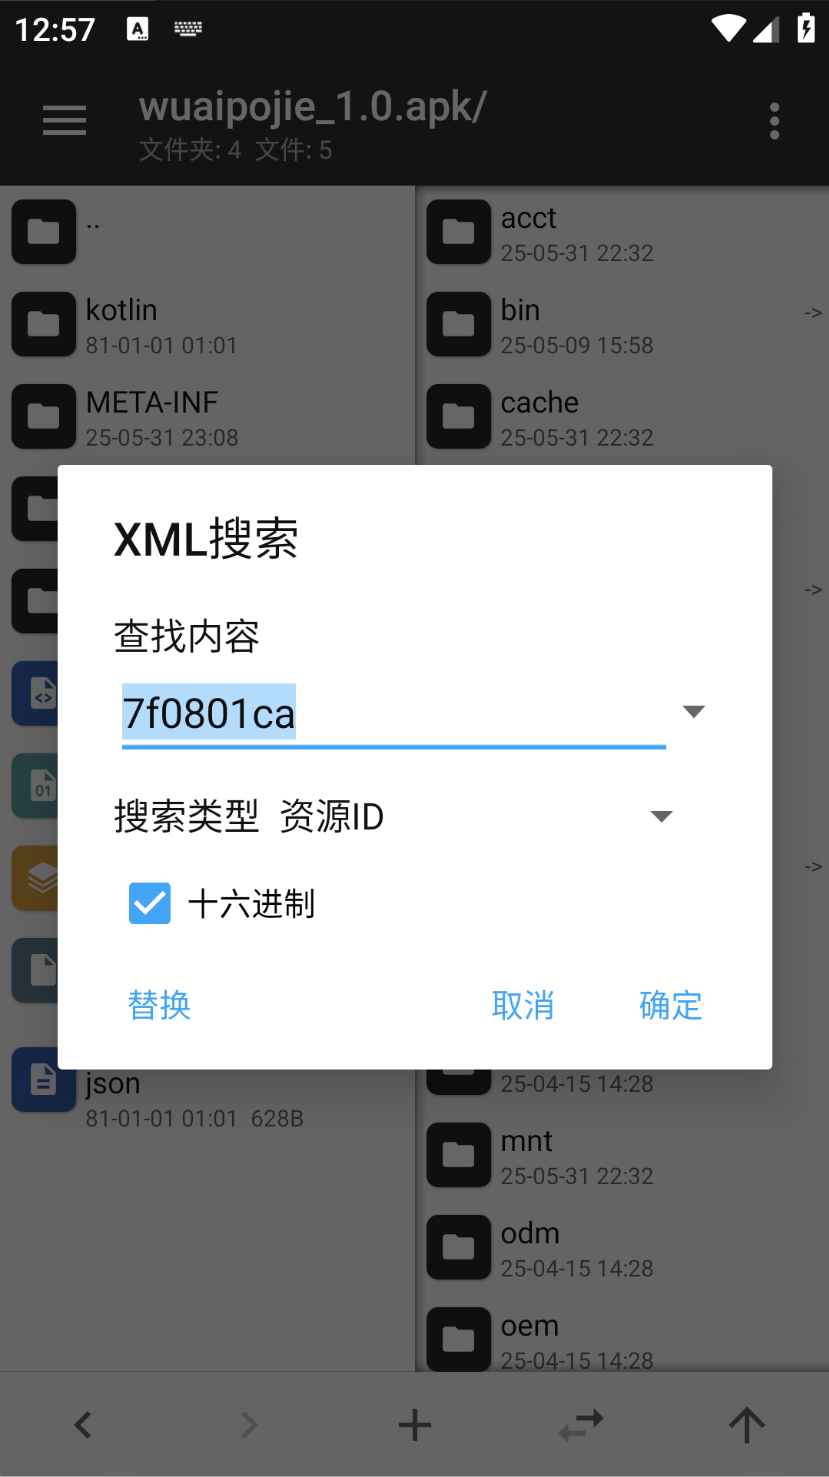 12:57
wuaipojie_1.0.apk/
文件夹: 4 文件: 5
..
kotlin
81-01-01 01:01
META-INF
25-05-31 23:08
json
81-01-01 01:01 628B
acct
25-05-31 22:32
bin
->
25-05-09 15:58
cache
25-05-31 22:32
->
->
25-04-15 14:28
mnt
25-05-31 22:32
odm
25-04-15 14:28
oem
25-04-15 14:28
XML搜索
查找内容
7f0801ca
搜索类型 资源ID
十六进制
替换 取消 确定
01
A